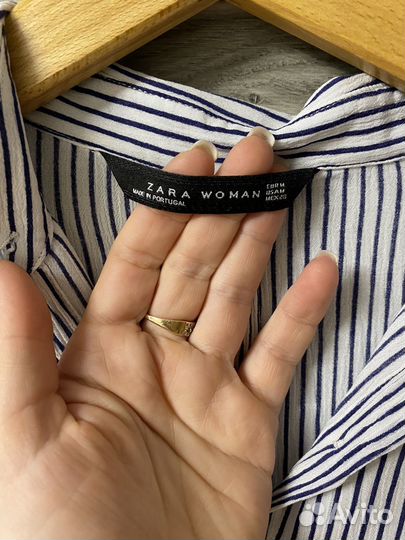 ZARA WOMAN
MADE IN PORTUGAL
EUR M
USA M
MEX 28
Avito